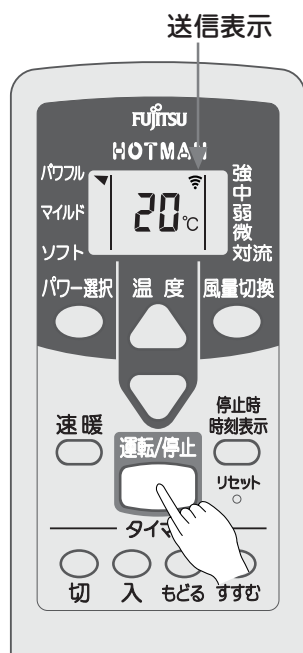 送信表示
FUJITSU
HOTMAN
パワフル 強
中
マイルド 20℃ 弱
微
ソフト 対流
パワー選択 温度 風量切換
速暖 運転/停止 停止時
時刻表示
リセット
タイマ
切 入 もどる すすむ